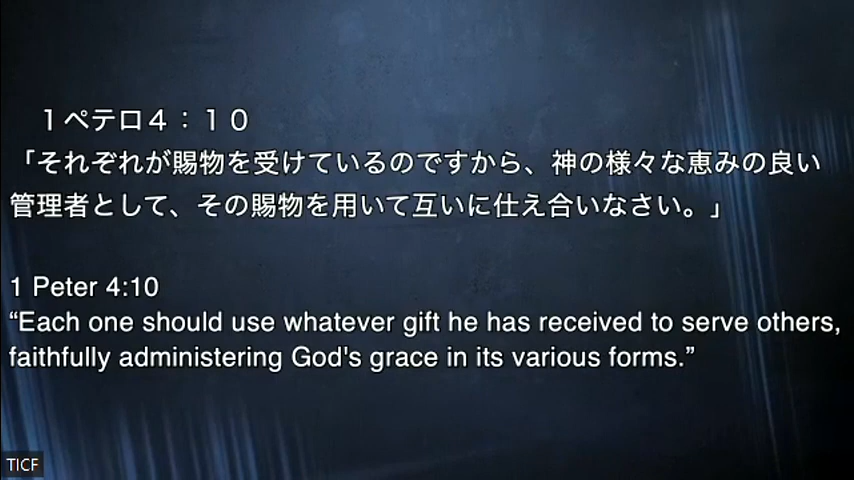 １ペテロ４：１０
「それぞれが賜物を受けているのですから、神の様々な恵みの良い
管理者として、その賜物を用いて互いに仕え合いなさい。」
1 Peter 4:10
“Each one should use whatever gift he has received to serve others,
faithfully administering God's grace in its various forms.”
TICF